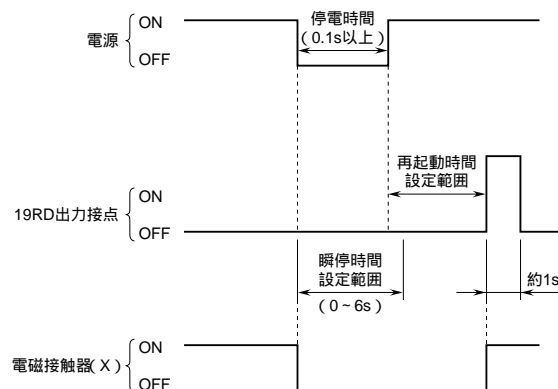 電源
ON
OFF
停電時間
（0.1s以上）
19RD出力接点
ON
OFF
再起動時間
設定範囲
瞬停時間
設定範囲
（0～6s）
約1s
電磁接触器（X）
ON
OFF